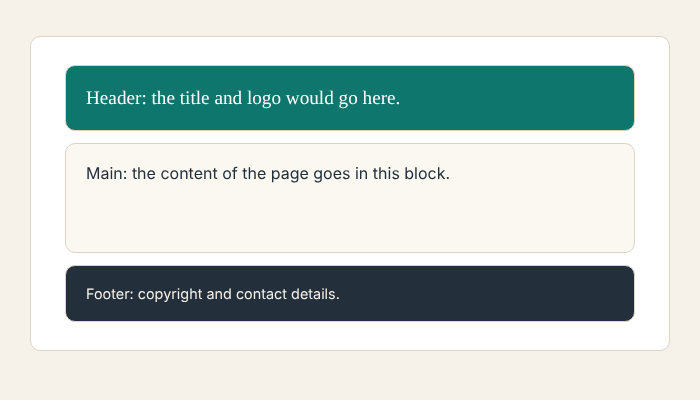 Header: the title and logo would go here.
Main: the content of the page goes in this block.
Footer: copyright and contact details.